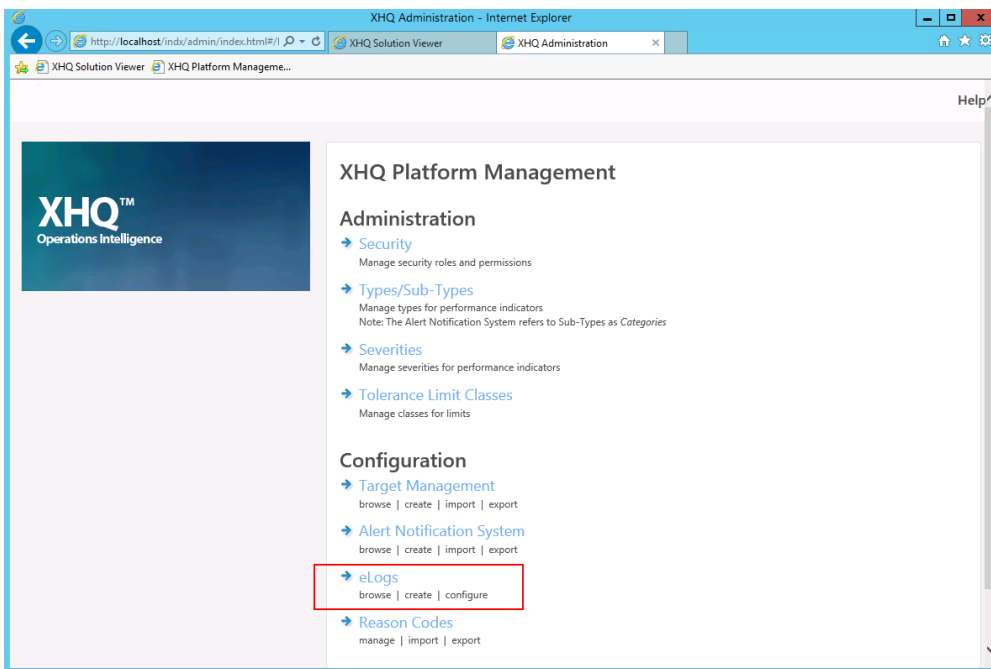 XHQ Administration - Internet Explorer
http://localhost/indx/admin/index.html#/l
XHQ Solution Viewer
XHQ Administration
XHQ Solution Viewer
XHQ Platform Manageme...
Help
XHQ™
Operations Intelligence
XHQ Platform Management
Administration
Security
Manage security roles and permissions
Types/Sub-Types
Manage types for performance indicators
Note: The Alert Notification System refers to Sub-Types as Categories
Severities
Manage severities for performance indicators
Tolerance Limit Classes
Manage classes for limits
Configuration
Target Management
browse | create | import | export
Alert Notification System
browse | create | import | export
eLogs
browse | create | configure
Reason Codes
manage | import | export